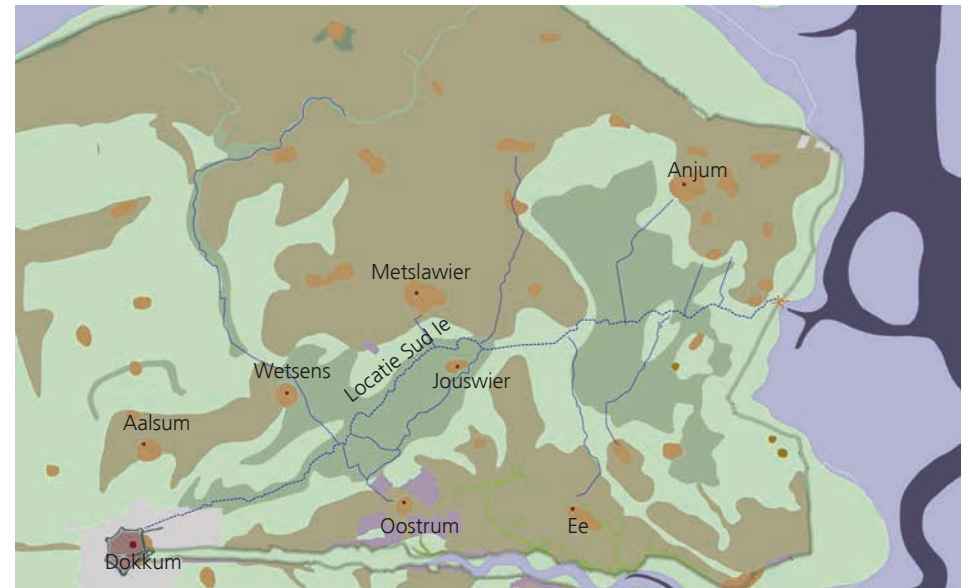 Anjum
Metslawier
Locatie Sud Ie
Wetsens
Jouswier
Aalsum
Oostrum
Ee
Dokkum